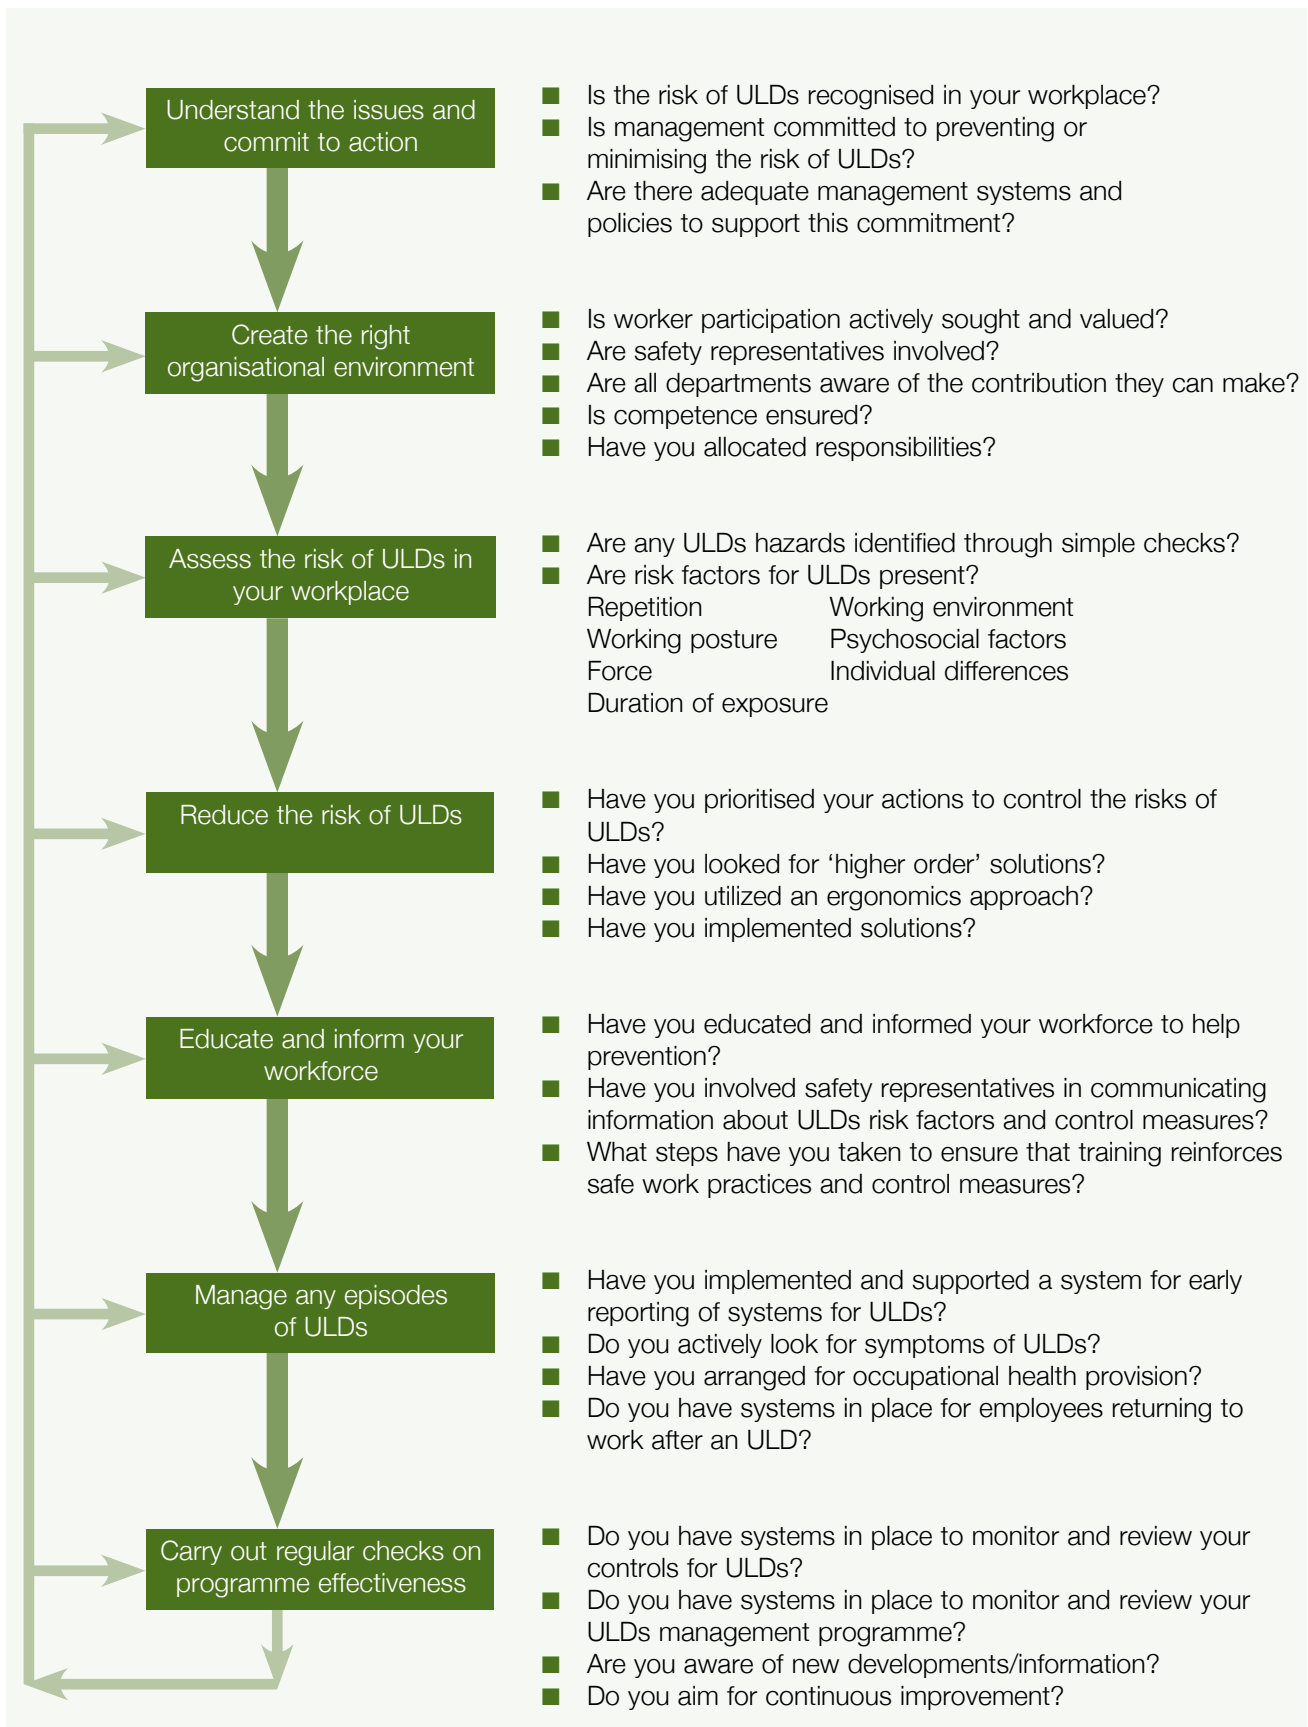 Understand the issues and
commit to action
■ Is the risk of ULDs recognised in your workplace?
■ Is management committed to preventing or
minimising the risk of ULDs?
■ Are there adequate management systems and
policies to support this commitment?
Create the right
organisational environment
■ Is worker participation actively sought and valued?
■ Are safety representatives involved?
■ Are all departments aware of the contribution they can make?
■ Is competence ensured?
■ Have you allocated responsibilities?
Assess the risk of ULDs in
your workplace
■ Are any ULDs hazards identified through simple checks?
■ Are risk factors for ULDs present?
Repetition Working environment
Working posture Psychosocial factors
Force Individual differences
Duration of exposure
Reduce the risk of ULDs
■ Have you prioritised your actions to control the risks of
ULDs?
■ Have you looked for ‘higher order’ solutions?
■ Have you utilized an ergonomics approach?
■ Have you implemented solutions?
Educate and inform your
workforce
■ Have you educated and informed your workforce to help
prevention?
■ Have you involved safety representatives in communicating
information about ULDs risk factors and control measures?
■ What steps have you taken to ensure that training reinforces
safe work practices and control measures?
Manage any episodes
of ULDs
■ Have you implemented and supported a system for early
reporting of systems for ULDs?
■ Do you actively look for symptoms of ULDs?
■ Have you arranged for occupational health provision?
■ Do you have systems in place for employees returning to
work after an ULD?
Carry out regular checks on
programme effectiveness
■ Do you have systems in place to monitor and review your
controls for ULDs?
■ Do you have systems in place to monitor and review your
ULDs management programme?
■ Are you aware of new developments/information?
■ Do you aim for continuous improvement?